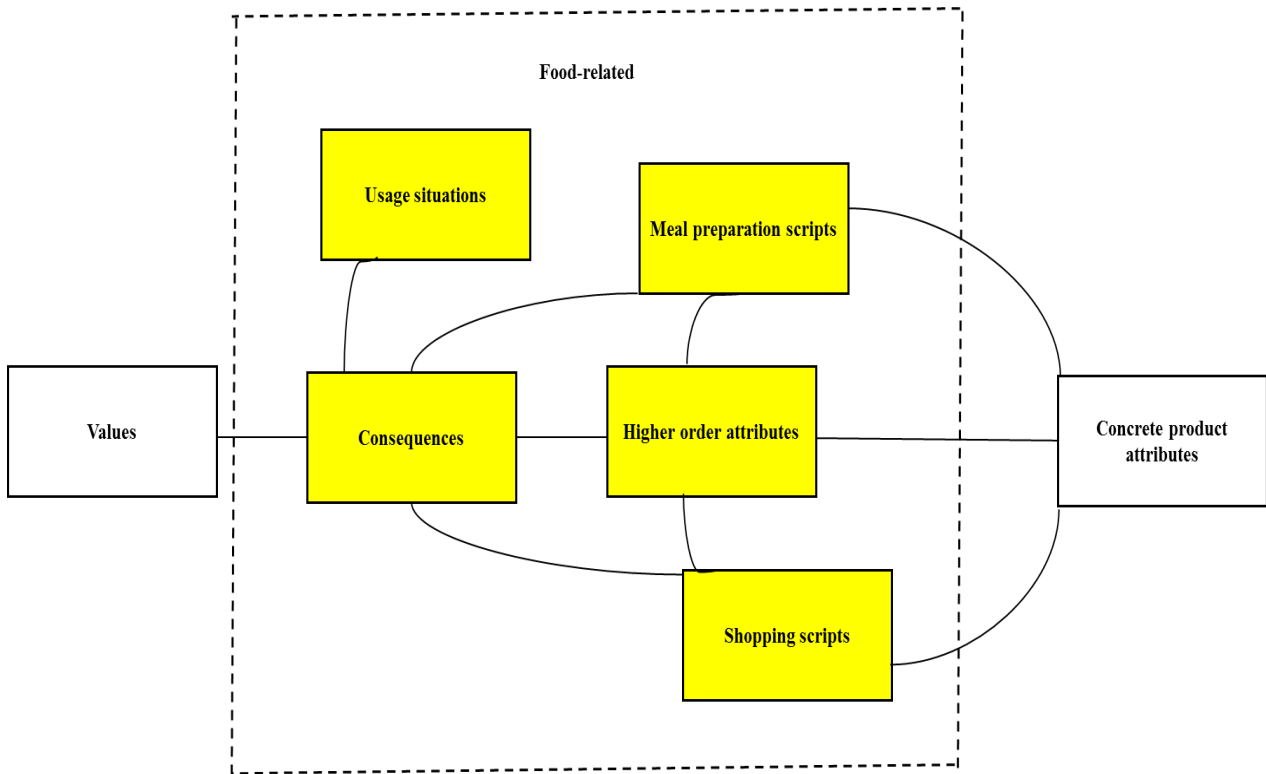 Food-related
Usage situations
Meal preparation scripts
Values
Consequences
Higher order attributes
Concrete product
attributes
Shopping scripts